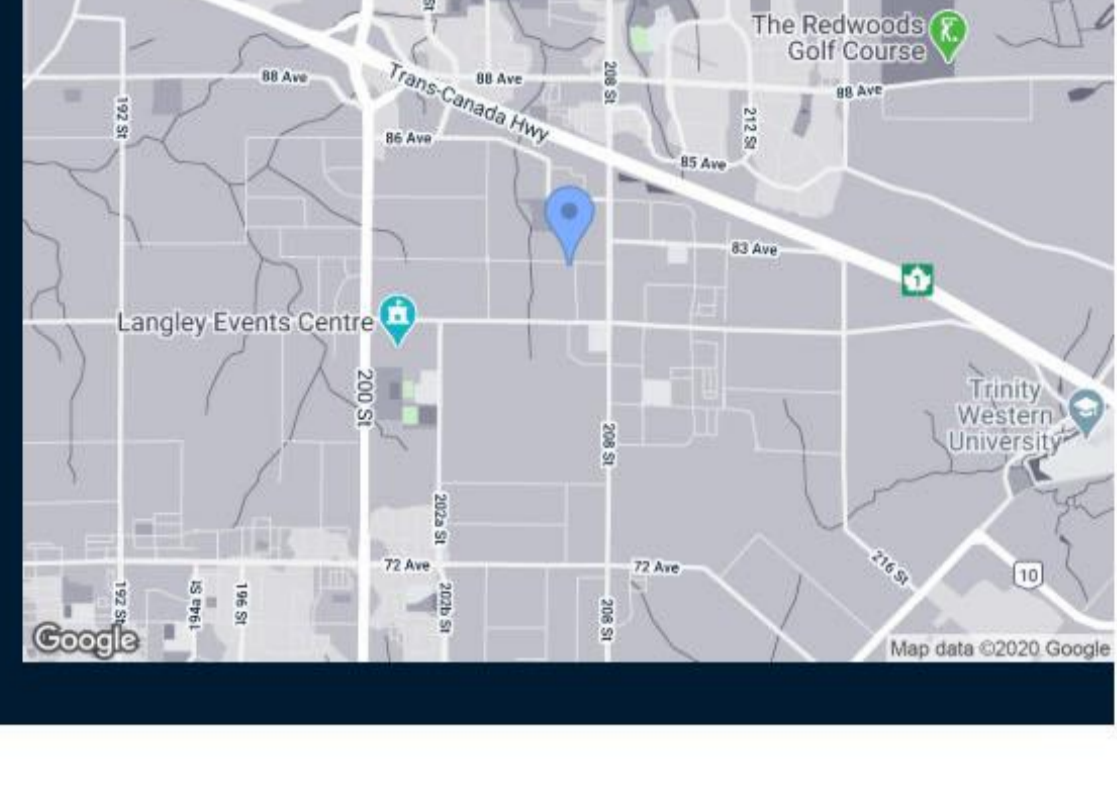 St
The Redwoods
Golf Course
88 Ave
Trans-Canada Hwy
88 Ave
208 St
88 Ave
192 St
212 St
86 Ave
85 Ave
83 Ave
1
Langley Events Centre
200 St
Trinity
Western
University
208 St
202a St
72 Ave
72 Ave
216 St
10
192 St
194a St
196 St
202b St
208 St
Google
Map data ©2020 Google